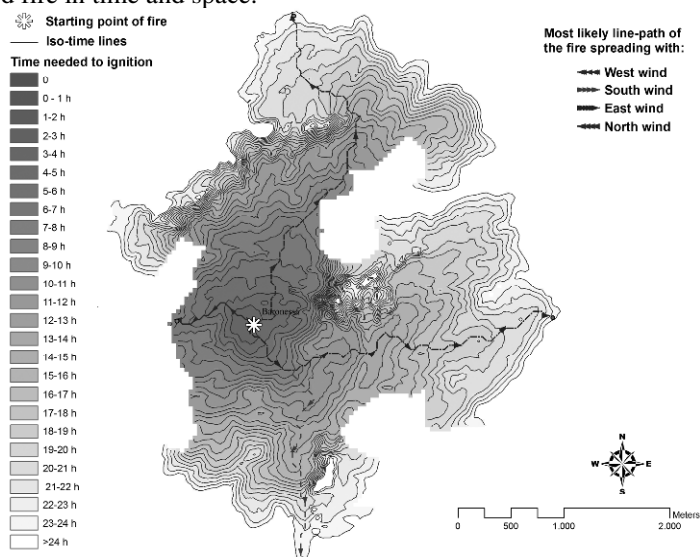 d fire in time and space.
Starting point of fire
Iso-time lines
Time needed to ignition
0
0 - 1 h
1-2 h
2-3 h
3-4 h
4-5 h
5-6 h
6-7 h
7-8 h
8-9 h
9-10 h
10-11 h
11-12 h
12-13 h
13-14 h
14-15 h
15-16 h
16-17 h
17-18 h
18-19 h
19-20 h
20-21 h
21-22 h
22-23 h
23-24 h
>24 h
Most likely line-path of
the fire spreading with:
West wind
South wind
East wind
North wind
N
W
E
S
Meters
0
500
1.000
2.000